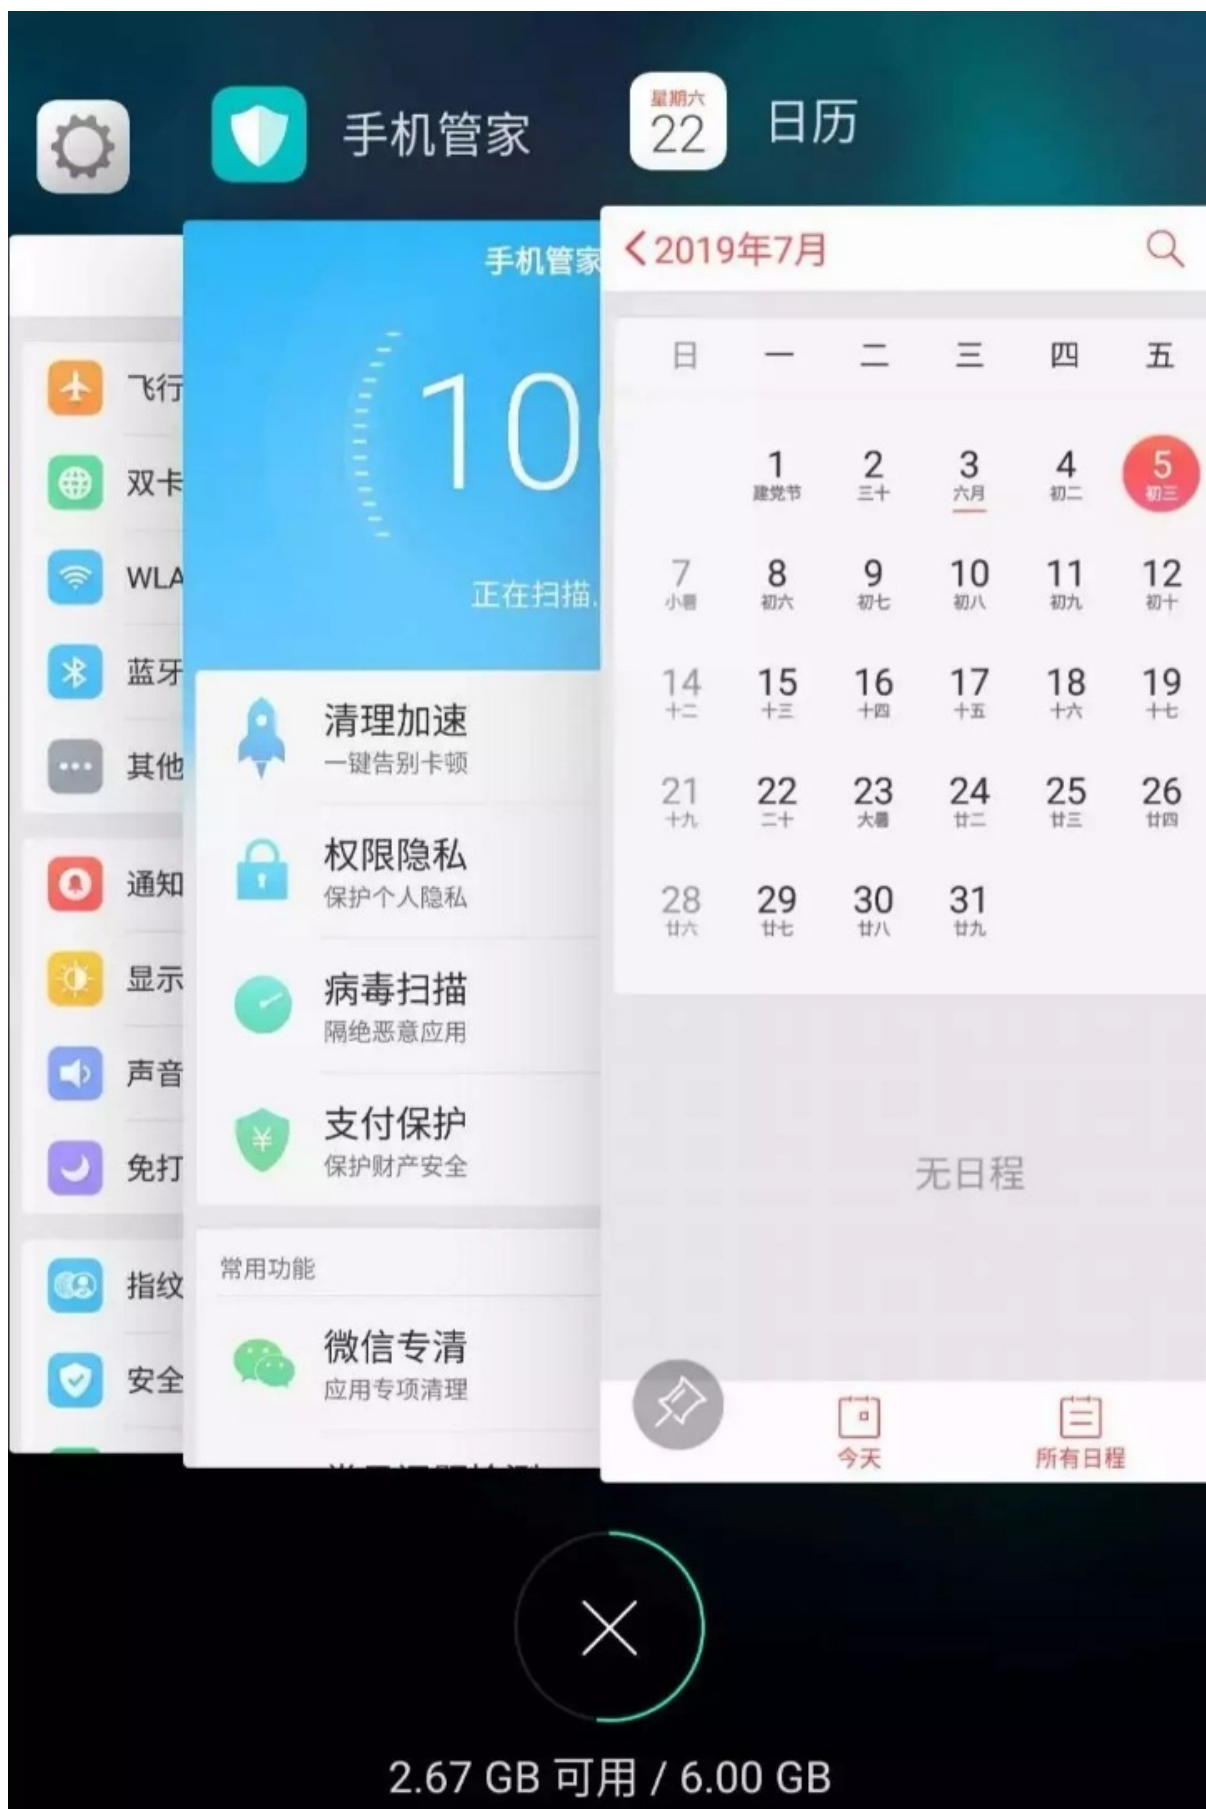 手机管家
星期六
22
日历
飞行
双卡
WLA
蓝牙
其他
通知
显示
声音
免打
指纹
安全
手机管家
10
正在扫描.
清理加速
一键告别卡顿
权限隐私
保护个人隐私
病毒扫描
隔绝恶意应用
支付保护
保护财产安全
常用功能
微信专清
应用专项清理
2019年7月
日 一 二 三 四 五
1 2 3 4 5
建党节 三十 六月 初二 初三
7 8 9 10 11 12
小暑 初六 初七 初八 初九 初十
14 15 16 17 18 19
十二 十三 十四 十五 十六 十七
21 22 23 24 25 26
十九 二十 大暑 廿二 廿三 廿四
28 29 30 31
廿六 廿七 廿八 廿九
无日程
今天 所有日程
2.67 GB 可用 / 6.00 GB